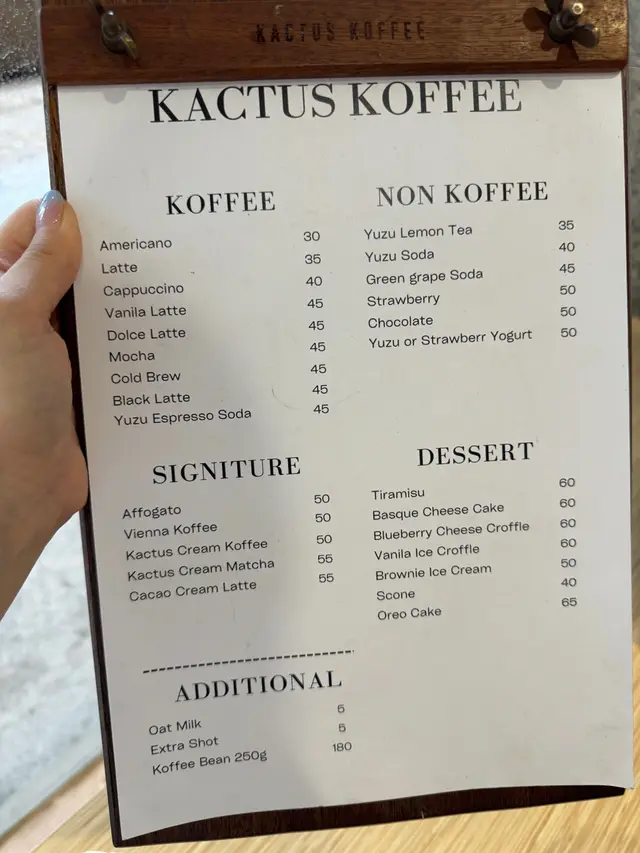 KACTUS KOFFEE
KACTUS KOFFEE
KOFFEE
Americano 30
Latte 35
Cappuccino 40
Vanila Latte 45
Dolce Latte 45
Mocha 45
Cold Brew 45
Black Latte 45
Yuzu Espresso Soda 45
NON KOFFEE
Yuzu Lemon Tea 35
Yuzu Soda 40
Green grape Soda 45
Strawberry 50
Chocolate 50
Yuzu or Strawberr Yogurt 50
SIGNITURE
Affogato 50
Vienna Koffee 50
Kactus Cream Koffee 50
Kactus Cream Matcha 55
Cacao Cream Latte 55
DESSERT
Tiramisu 60
Basque Cheese Cake 60
Blueberry Cheese Croffle 60
Vanila Ice Croffle 60
Brownie Ice Cream 50
Scone 40
Oreo Cake 65
ADDITIONAL
Oat Milk 5
Extra Shot 5
Koffee Bean 250g 180